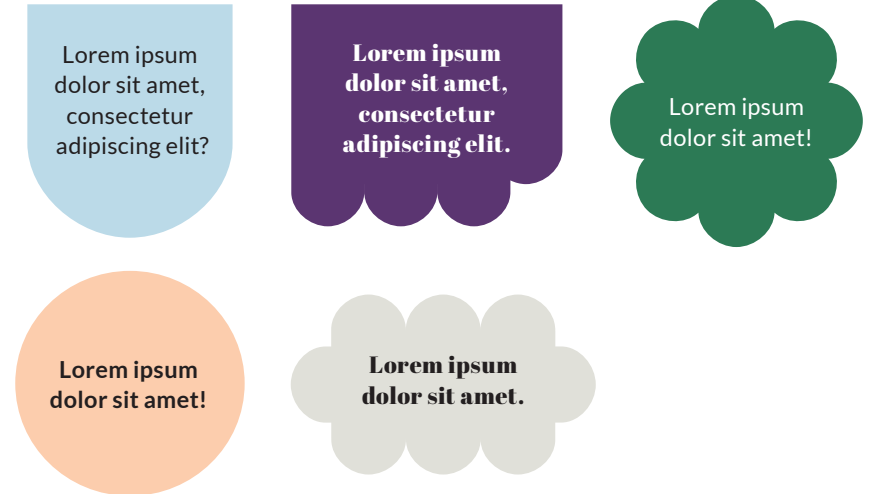 Lorem ipsum
dolor sit amet,
consectetur
adipiscing elit?
Lorem ipsum
dolor sit amet,
consectetur
adipiscing elit.
Lorem ipsum
dolor sit amet!
Lorem ipsum
dolor sit amet!
Lorem ipsum
dolor sit amet.